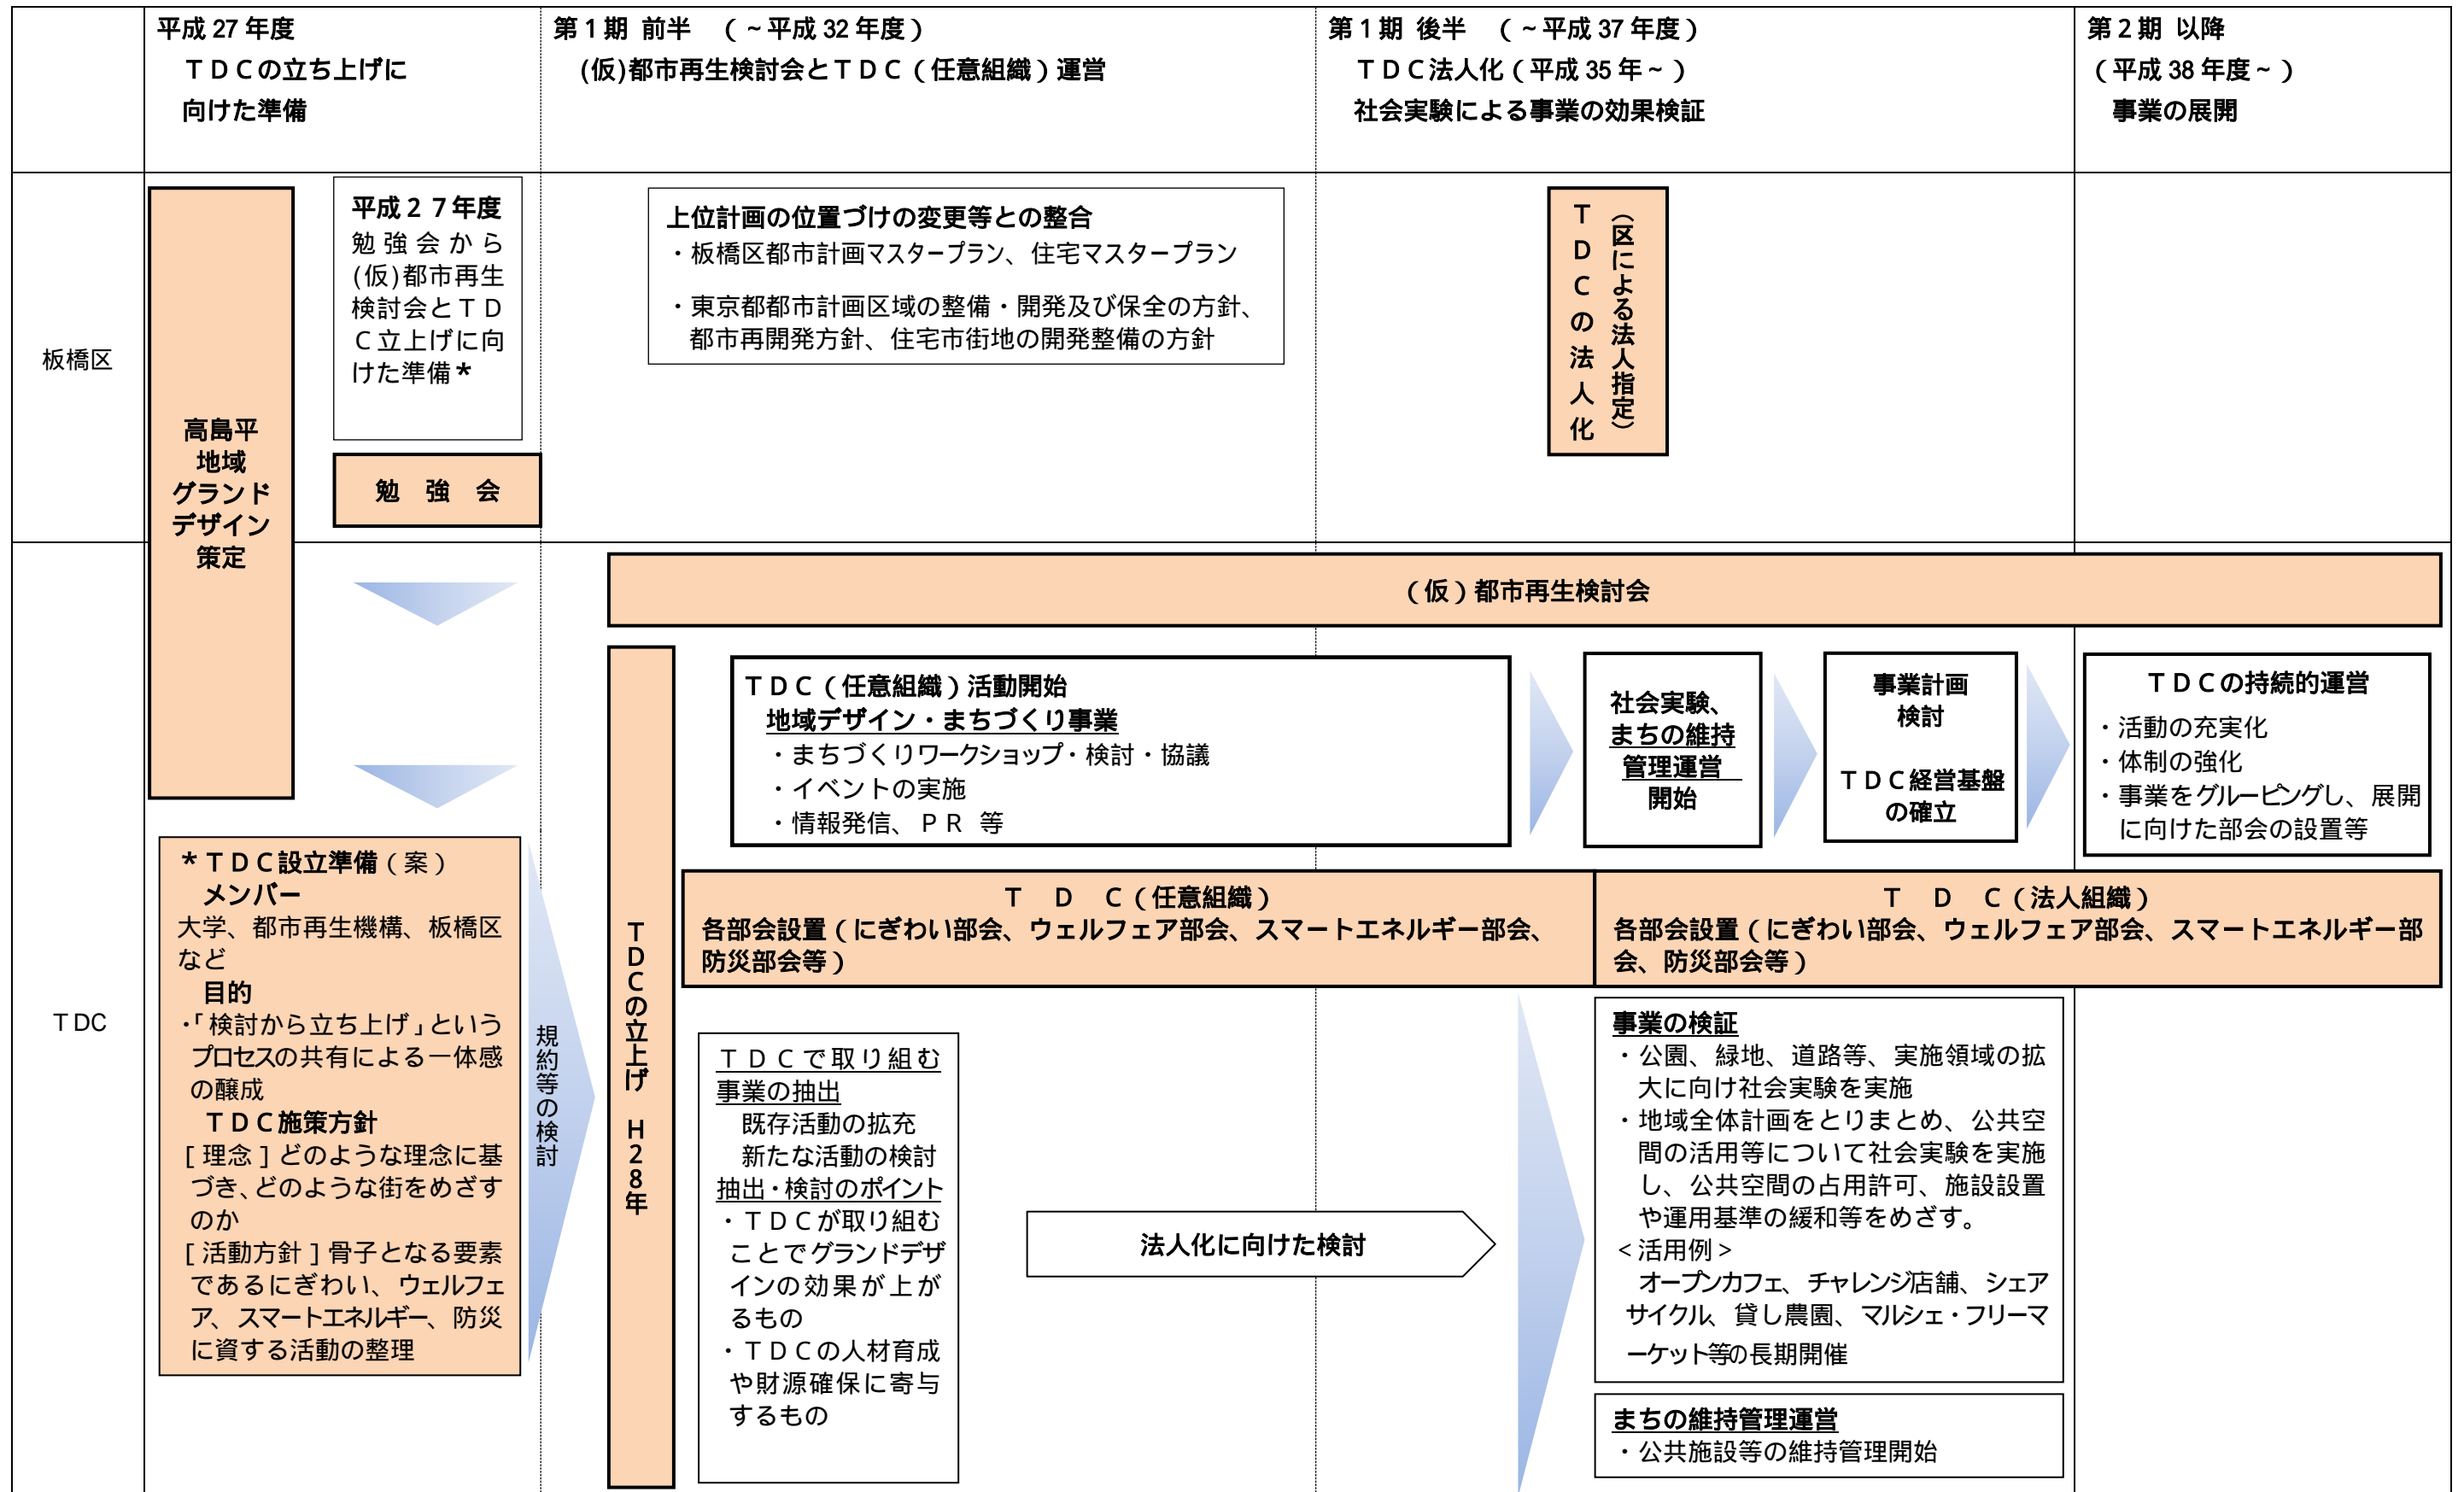 平成 27 年度
ＴＤＣの立ち上げに
向けた準備
第１期 前半 （～平成 32 年度）
(仮)都市再生検討会とＴＤＣ（任意組織）運営
第１期 後半 （～平成 37 年度）
ＴＤＣ法人化（平成 35 年～）
社会実験による事業の効果検証
第２期 以降
（平成 38 年度～）
事業の展開
板橋区
高島平
地域
グランド
デザイン
策定
平成２７年度
勉強会から
(仮)都市再生
検討会とＴＤ
Ｃ立上げに向
けた準備*
勉 強 会
上位計画の位置づけの変更等との整合
・板橋区都市計画マスタープラン、住宅マスタープラン
・東京都都市計画区域の整備・開発及び保全の方針、
都市再開発方針、住宅市街地の開発整備の方針
（区による法人指定）
ＴＤＣの法人化
TDC
（仮）都市再生検討会
*ＴＤＣ設立準備（案）
メンバー
大学、都市再生機構、板橋区
など
目的
・「検討から立ち上げ」という
プロセスの共有による一体感
の醸成
ＴＤＣ施策方針
[ 理念 ] どのような理念に基
づき、どのような街をめざす
のか
[ 活動方針 ] 骨子となる要素
であるにぎわい、ウェルフェ
ア、スマートエネルギー、防災
に資する活動の整理
規約等の検討
ＴＤＣの立上げ Ｈ２８年
ＴＤＣ（任意組織）活動開始
地域デザイン・まちづくり事業
・まちづくりワークショップ・検討・協議
・イベントの実施
・情報発信、ＰＲ 等
社会実験、
まちの維持
管理運営
開始
事業計画
検討
ＴＤＣ経営基盤
の確立
ＴＤＣの持続的運営
・活動の充実化
・体制の強化
・事業をグルーピングし、展開
に向けた部会の設置等
Ｔ Ｄ Ｃ（任意組織）
各部会設置（にぎわい部会、ウェルフェア部会、スマートエネルギー部会、
防災部会等）
Ｔ Ｄ Ｃ（法人組織）
各部会設置（にぎわい部会、ウェルフェア部会、スマートエネルギー部
会、防災部会等）
ＴＤＣで取り組む
事業の抽出
既存活動の拡充
新たな活動の検討
抽出・検討のポイント
・ＴＤＣが取り組む
ことでグランドデザ
インの効果が上が
るもの
・ＴＤＣの人材育成
や財源確保に寄与
するもの
法人化に向けた検討
事業の検証
・公園、緑地、道路等、実施領域の拡
大に向け社会実験を実施
・地域全体計画をとりまとめ、公共空
間の活用等について社会実験を実施
し、公共空間の占用許可、施設設置
や運用基準の緩和等をめざす。
＜活用例＞
オープンカフェ、チャレンジ店舗、シェア
サイクル、貸し農園、マルシェ・フリーマ
ーケット等の長期開催
まちの維持管理運営
・公共施設等の維持管理開始